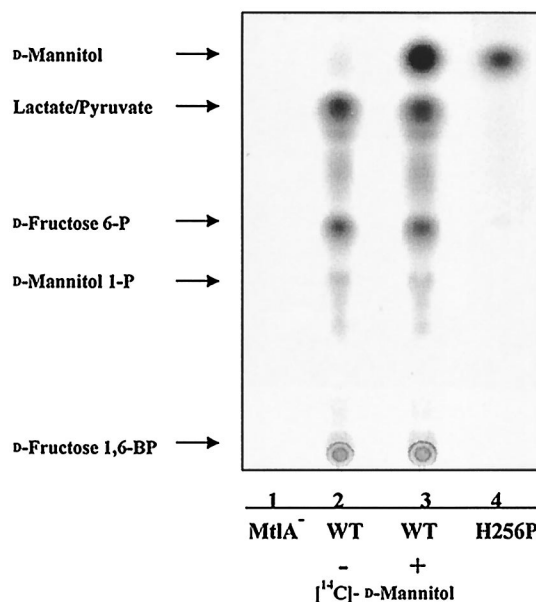 D-Mannitol
Lactate/Pyruvate
D-Fructose 6-P
D-Mannitol 1-P
D-Fructose 1,6-BP
1 2 3 4
MtlA⁻ WT WT H256P
- +
[¹⁴C]- D-Mannitol